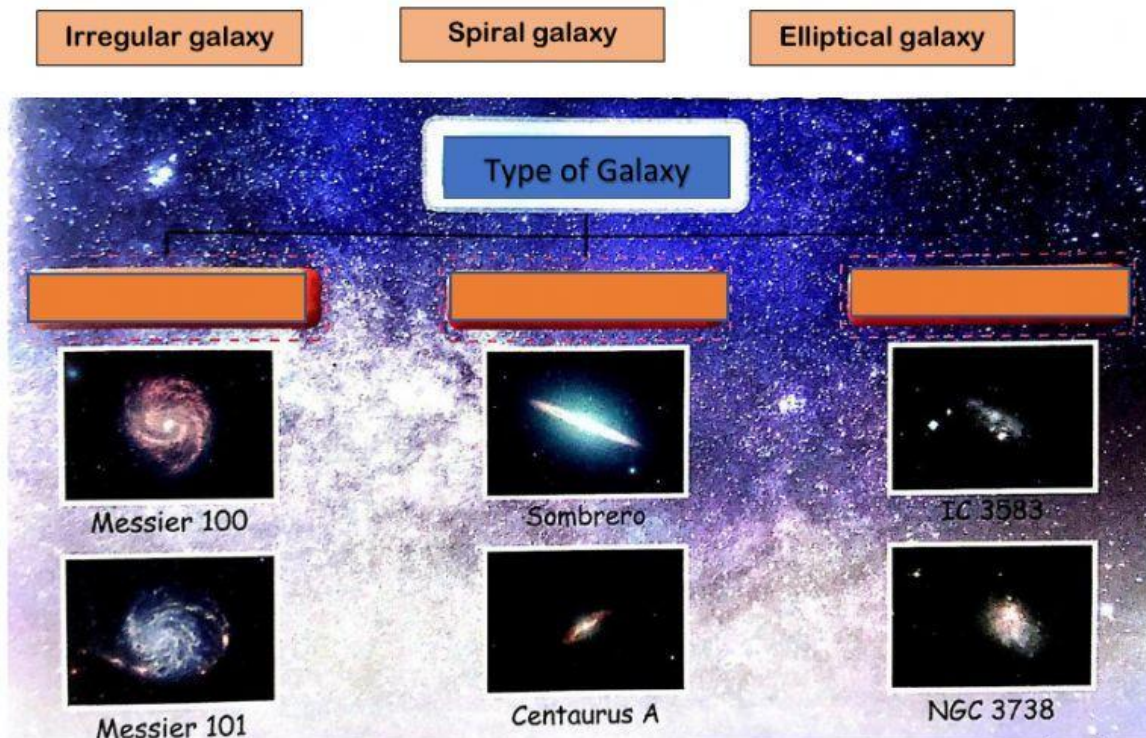 Irregular galaxy
Spiral galaxy
Elliptical galaxy
Type of Galaxy
Messier 100
Sombrero
IC 3583
Messier 101
Centaurus A
NGC 3738